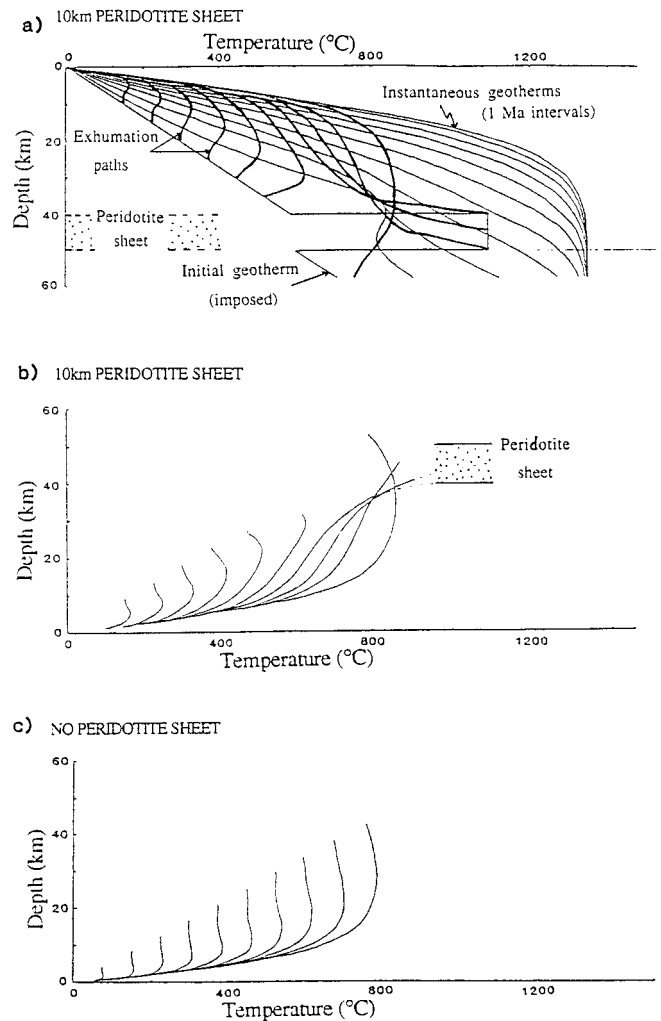 a) 10km PERIDOTITE SHEET
Temperature (°C)
0 400 800 1200
0
20
40
60
Depth (km)
Instantaneous geotherms
(1 Ma intervals)
Exhumation
paths
Peridotite
sheet
Initial geotherm
(imposed)
b) 10km PERIDOTITE SHEET
60
40
20
0
Depth (km)
Peridotite
sheet
0 400 800 1200
Temperature (°C)
c) NO PERIDOTITE SHEET
60
40
20
0
Depth (km)
0 400 800 1200
Temperature (°C)